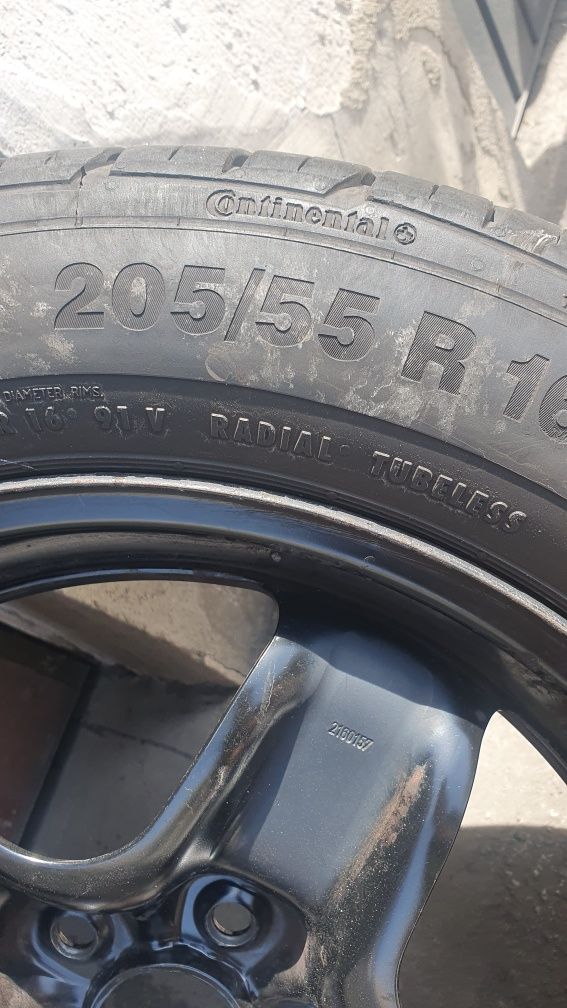 Continental
205/55 R 16
DIAMETER RIMS.
R 16 91 V RADIAL TUBELESS
2160157